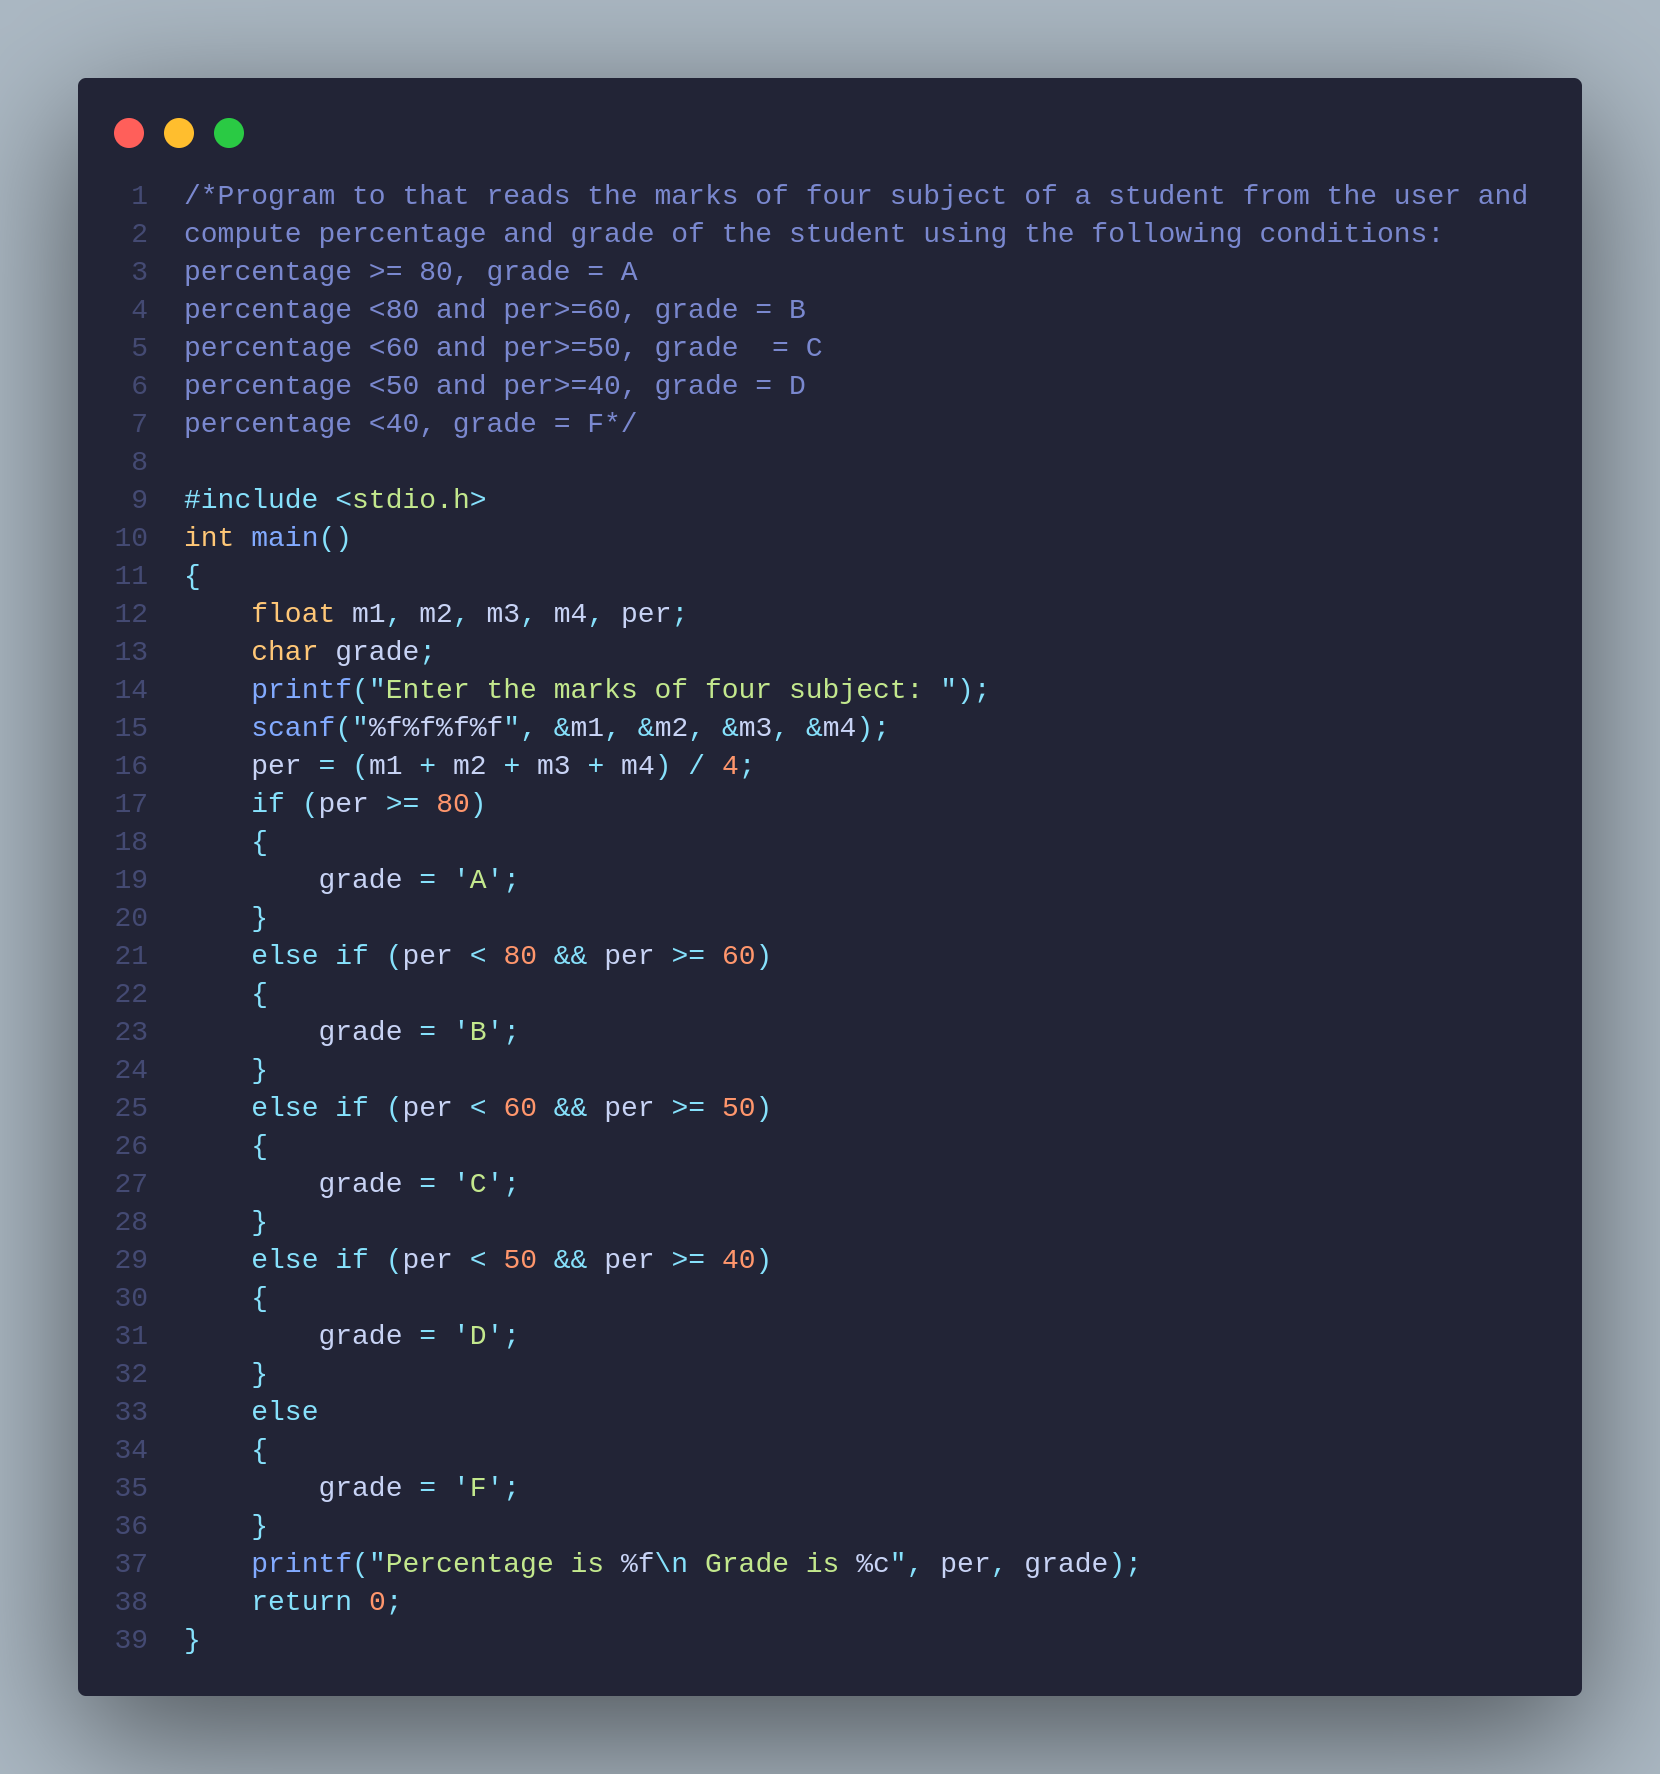 1 /*Program to that reads the marks of four subject of a student from the user and
2 compute percentage and grade of the student using the following conditions:
3 percentage >= 80, grade = A
4 percentage <80 and per>=60, grade = B
5 percentage <60 and per>=50, grade  = C
6 percentage <50 and per>=40, grade = D
7 percentage <40, grade = F*/
8
9 #include <stdio.h>
10 int main()
11 {
12     float m1, m2, m3, m4, per;
13     char grade;
14     printf("Enter the marks of four subject: ");
15     scanf("%f%f%f%f", &m1, &m2, &m3, &m4);
16     per = (m1 + m2 + m3 + m4) / 4;
17     if (per >= 80)
18     {
19         grade = 'A';
20     }
21     else if (per < 80 && per >= 60)
22     {
23         grade = 'B';
24     }
25     else if (per < 60 && per >= 50)
26     {
27         grade = 'C';
28     }
29     else if (per < 50 && per >= 40)
30     {
31         grade = 'D';
32     }
33     else
34     {
35         grade = 'F';
36     }
37     printf("Percentage is %f\n Grade is %c", per, grade);
38     return 0;
39 }